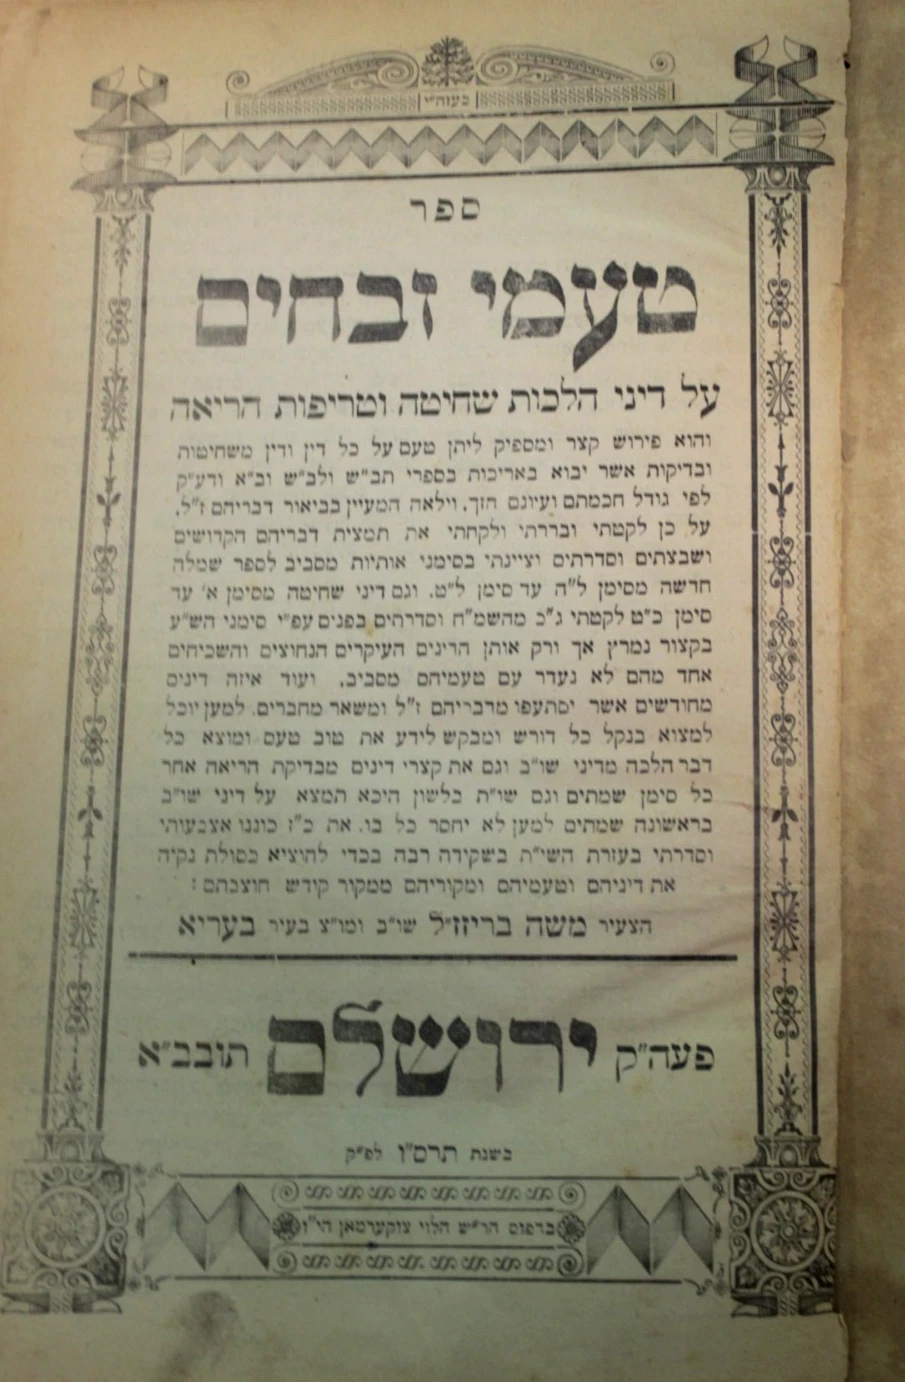 בעזהי״י
ספר
טעמי זבחים
על דיני הלכות שחיטה וטריפות הריאה
והוא פירוש קצר ומספיק ליתן טעם על כל דין ודין משחיטות
ובדיקות אשר יבוא באריכות בספרי תב״ש ולב״ש וב״א ודע״ק
לפי גודל חכמתם ועיונם הזך, וילאה המעיין בביאור דבריהם ז״ל,
על כן לקטתי ובררתי ולקחתי את תמצית דבריהם הקדושים
ושבצתים וסדרתים וציינתי בסימני אותיות מסביב לספר שמלה
חדשה מסימן ל״ה עד סימן ל״ט. וגם דיני שחיטה מסימן א׳ עד
סימן כ״ט לקטתי ג״כ מהשמ״ח וסדרתים בפנים עפ״י סימני הש״ע
בקצור נמרץ אך ורק אותן הדינים העיקרים הנחוצים והשכיחים
אחד מהם לא נעדר עם טעמיהם מסביב. ועוד איזה דינים
מחודשים אשר יסתעפו מדבריהם ז״ל ומשאר מחברים. למען יוכל
למצוא בנקל כל דורש ומבקש לידע את טוב טעם ומוצא כל
דבר הלכה מדיני שו״ב וגם את קצרי דינים מבדיקת הריאה אחר
כל סימן שמתים וגם שו״ת בלשון היכא תמצא על דיני שו״ב
בראשונה שמתים למען לא יחסר כל בו. את כ״ז כוננו אצבעותי
וסדרתי בעזרת השי״ת בשקידה רבה בכדי להוציא כסולת נקיה
את דיניהם וטעמיהם ומקוריהם ממקור קודש חוצבתם:
הצעיר משה בריזז״ל שו״ב ומו״צ בעיר בעריא
פעה״ק ירושלם תובב״א
בשנת תרס״ו לפ״ק
בדפוס הר״ש הלוי צוקערמאן הי״ו